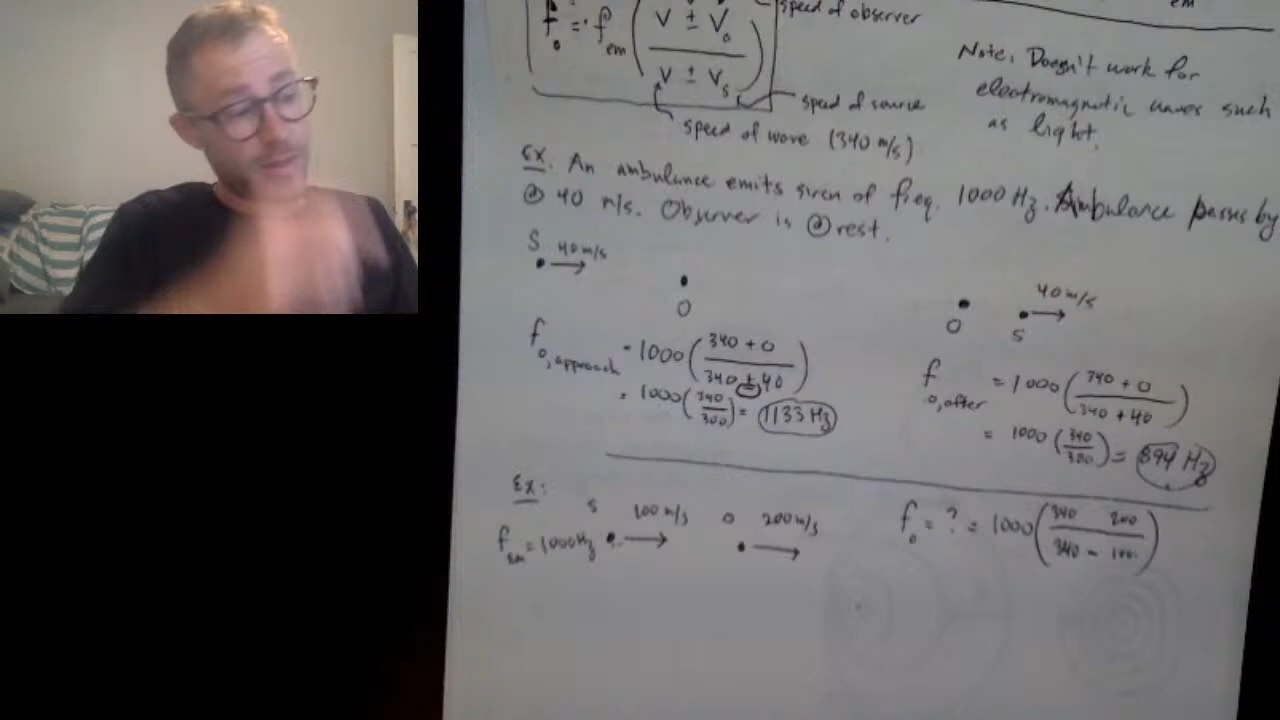 em
speed of observer
f_o = f_em ( (V ± V_o) / (V ± V_s) )
speed of source
speed of wave (340 m/s)
Note: Doesn't work for
electromagnetic waves such
as light.
Ex. An ambulance emits siren of freq. 1000 Hz. Ambulance passes by
@ 40 m/s. Observer is @ rest.
S 40 m/s
O
f_o,approach = 1000 ( (340 + 0) / (340 - 40) )
= 1000 (340/300) = 1133 Hz
40 m/s
O S
f_o,after = 1000 ( (340 + 0) / (340 + 40) )
= 1000 (340/380) = 894 Hz
Ex:
S 100 m/s O 200 m/s
f_em = 1000 Hz
f_o = ? = 1000 ( (340 200) / (340 - 100) )